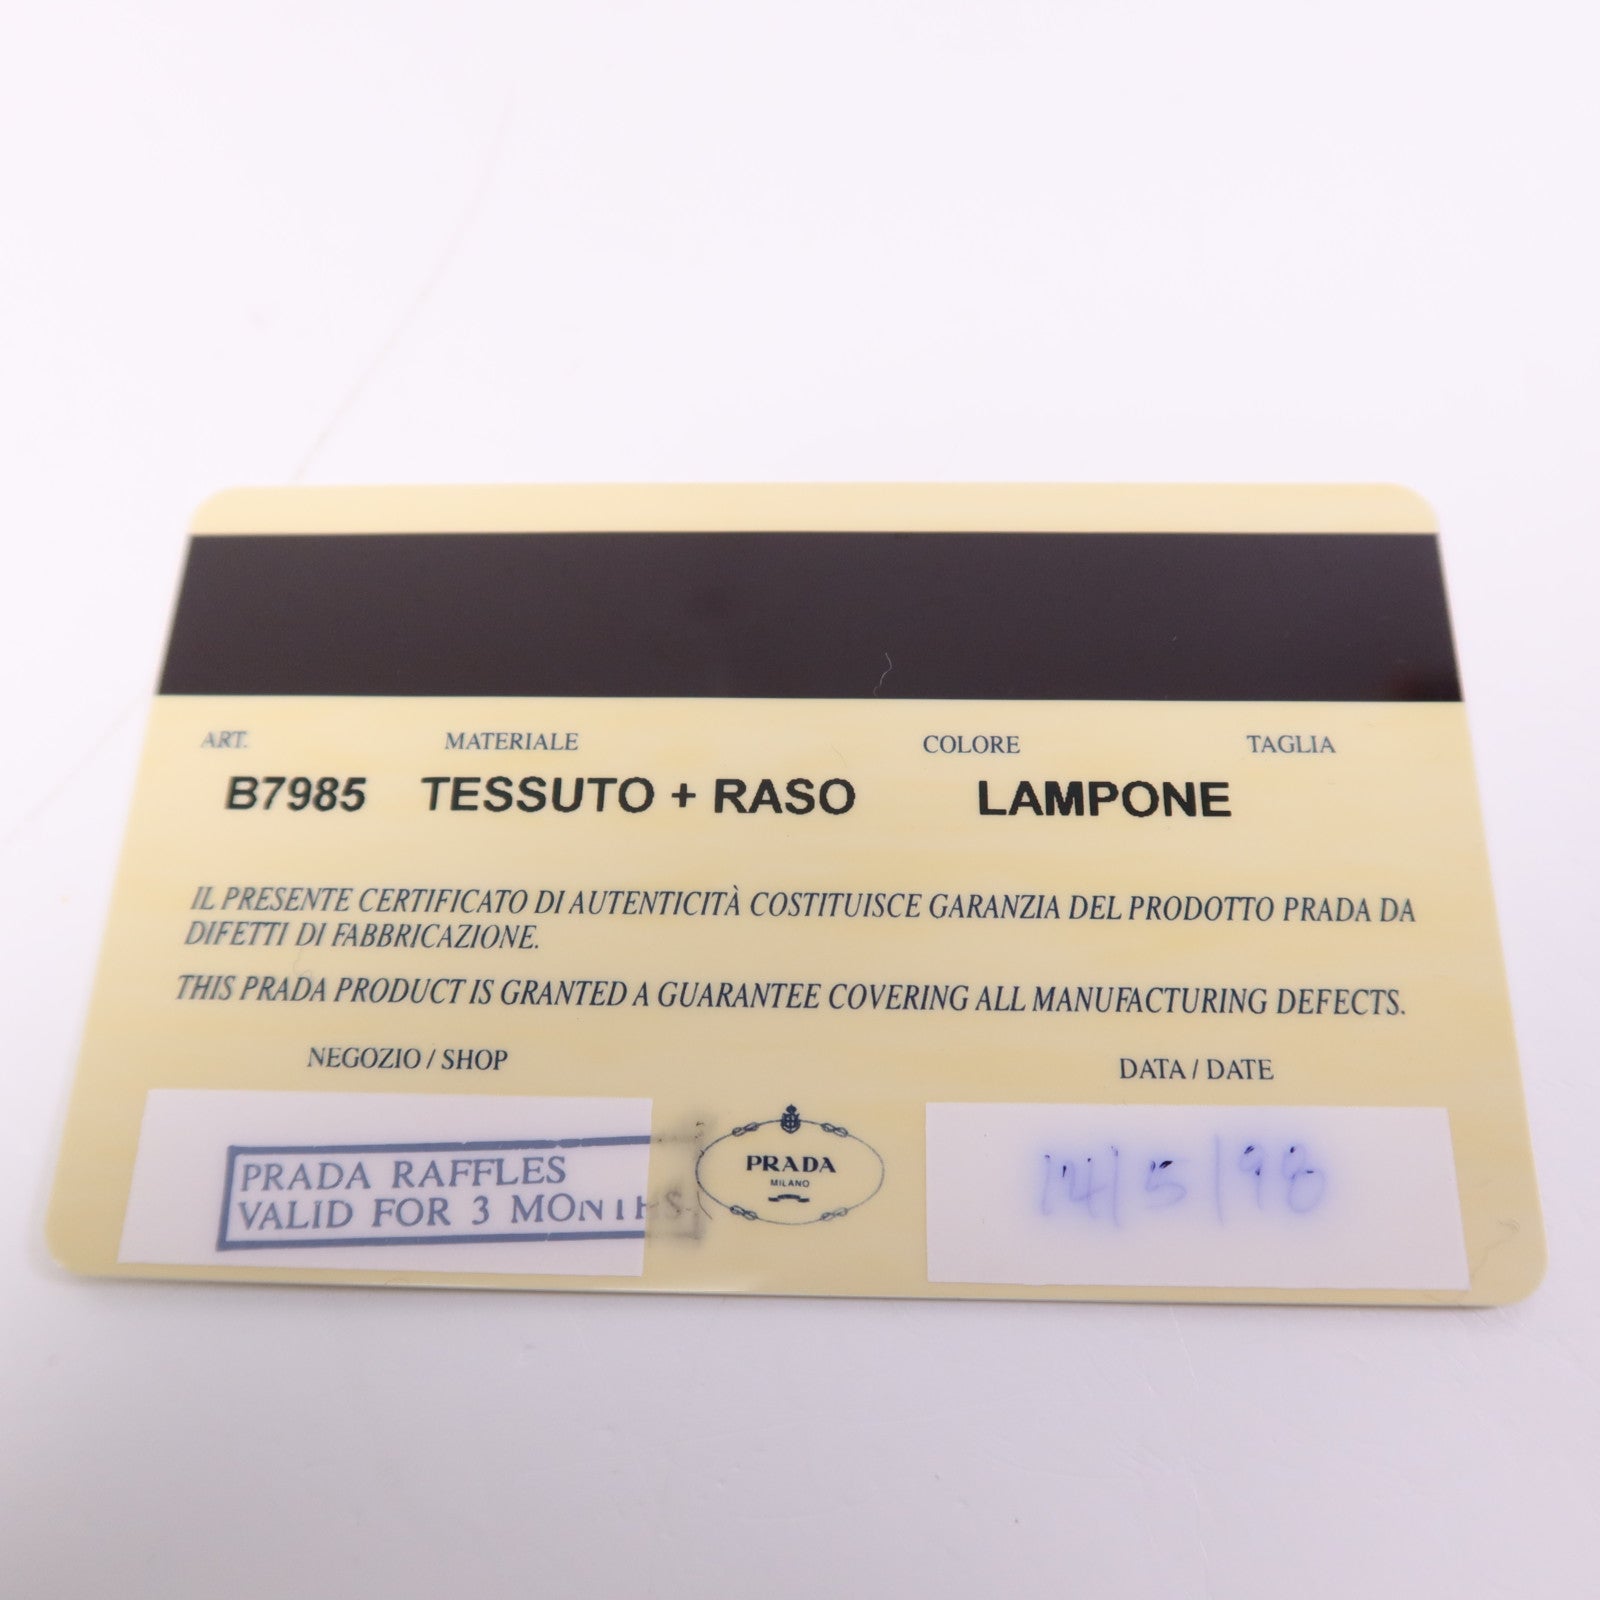 ART. MATERIALE COLORE TAGLIA
B7985 TESSUTO + RASO LAMPONE
IL PRESENTE CERTIFICATO DI AUTENTICITÀ COSTITUISCE GARANZIA DEL PRODOTTO PRADA DA
DIFETTI DI FABBRICAZIONE.
THIS PRADA PRODUCT IS GRANTED A GUARANTEE COVERING ALL MANUFACTURING DEFECTS.
NEGOZIO / SHOP DATA / DATE
PRADA RAFFLES
VALID FOR 3 MONTHS
PRADA
MILANO
14/5/98